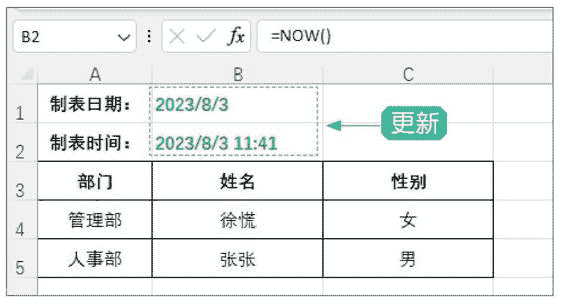 B2 fx =NOW()
A B C
1 制表日期： 2023/8/3
更新
2 制表时间： 2023/8/3 11:41
3 部门 姓名 性别
4 管理部 徐慌 女
5 人事部 张张 男